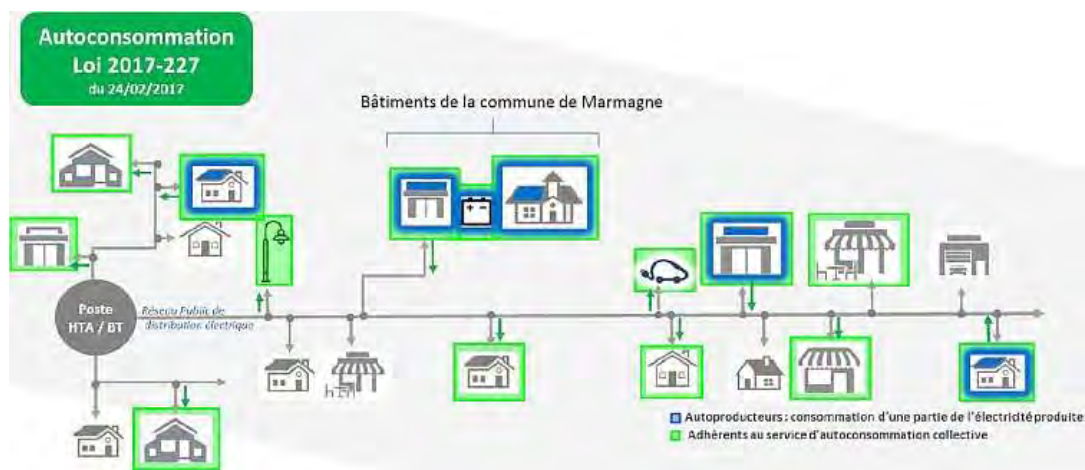 Autoconsommation
Loi 2017-227
du 24/02/2017
Bâtiments de la commune de Marmagne
Poste
HTA / BT
Réseau Public de
distribution électrique
+ -
Autoproducteurs : consommation d'une partie de l'électricité produite
Adhèrents au service d'autoconsommation collective